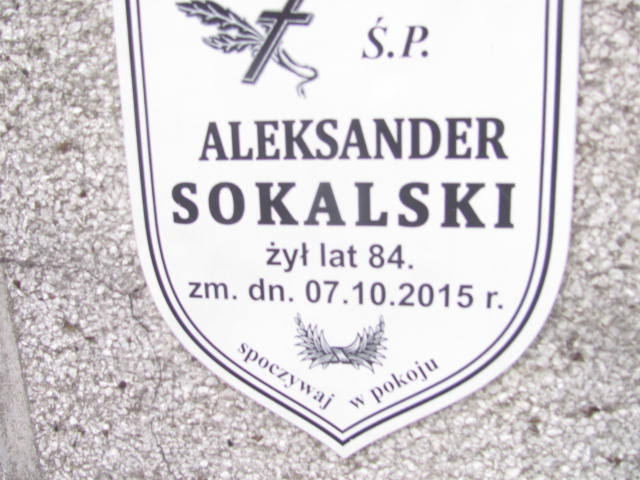 Ś.P.
ALEKSANDER
SOKALSKI
żył lat 84.
zm. dn. 07.10.2015 r.
spoczywaj w pokoju